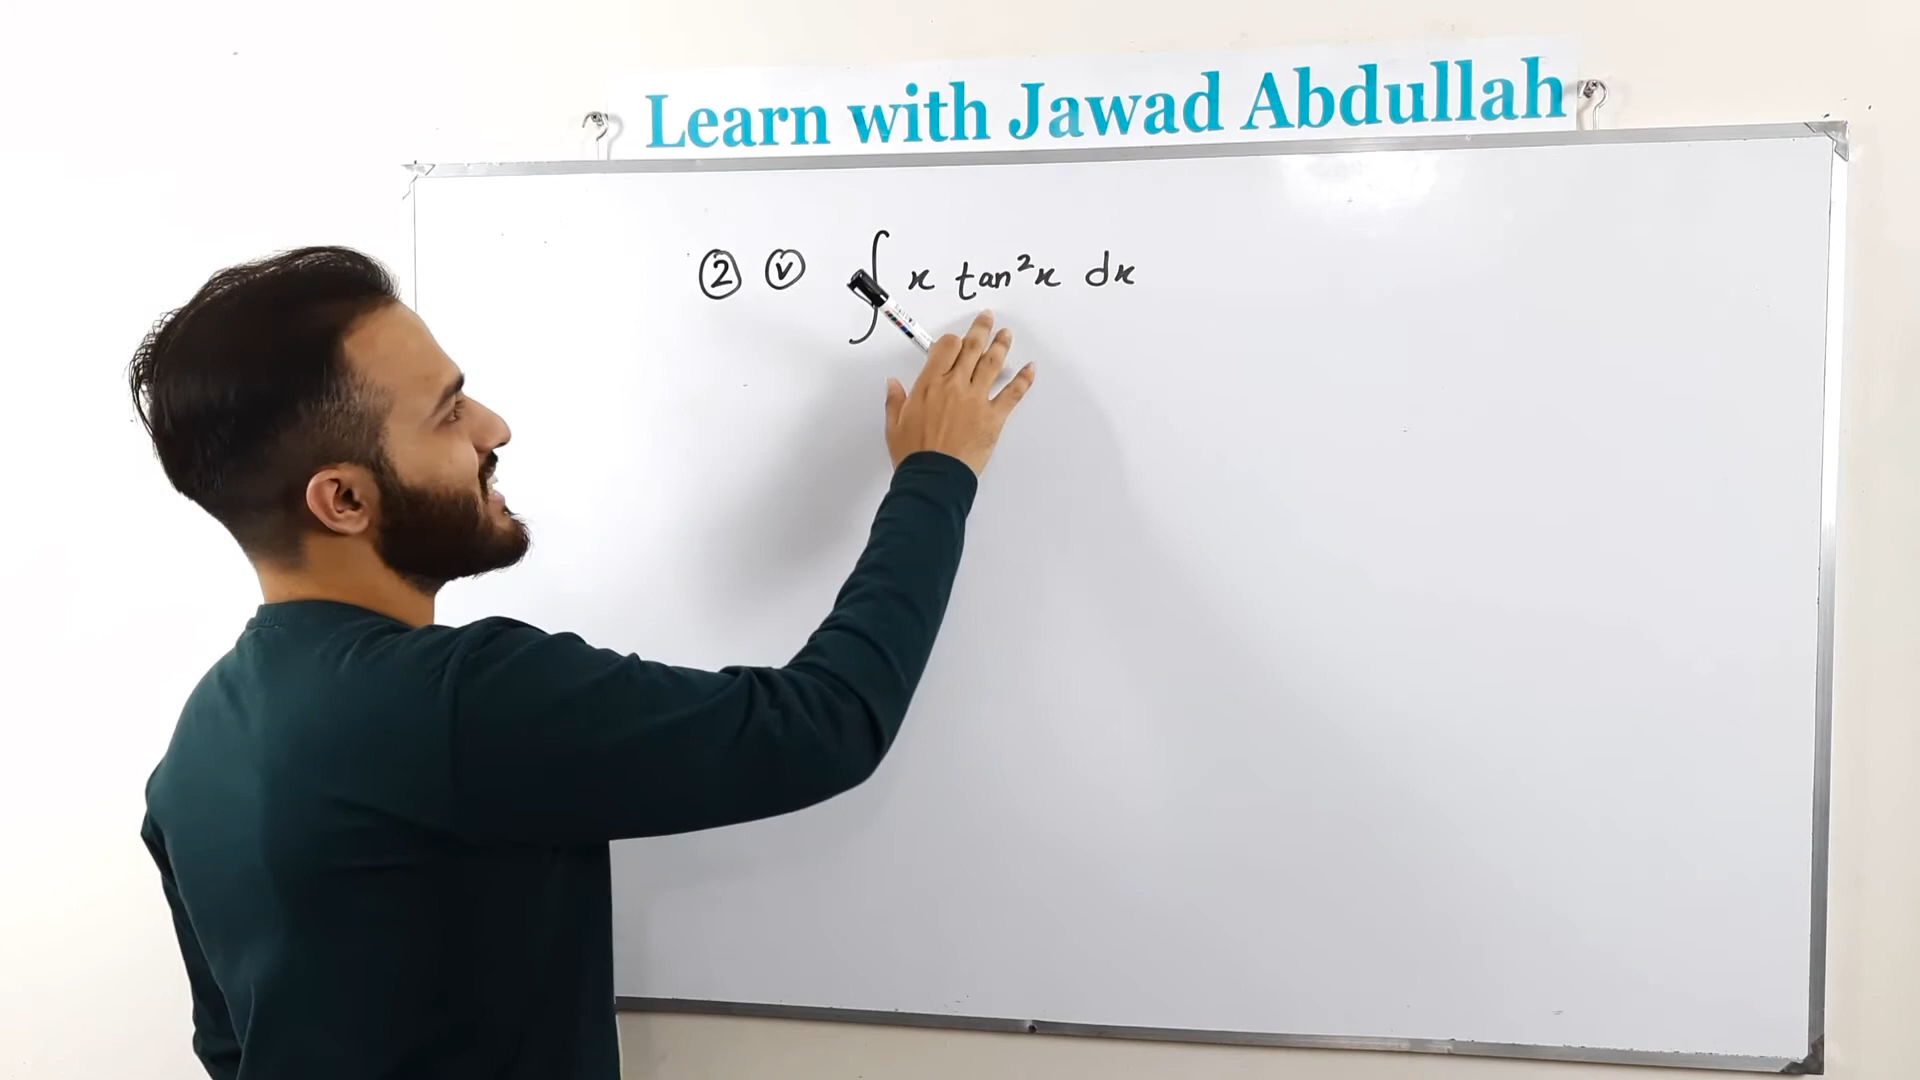 Learn with Jawad Abdullah
② ⓥ ∫ x tan²x dx